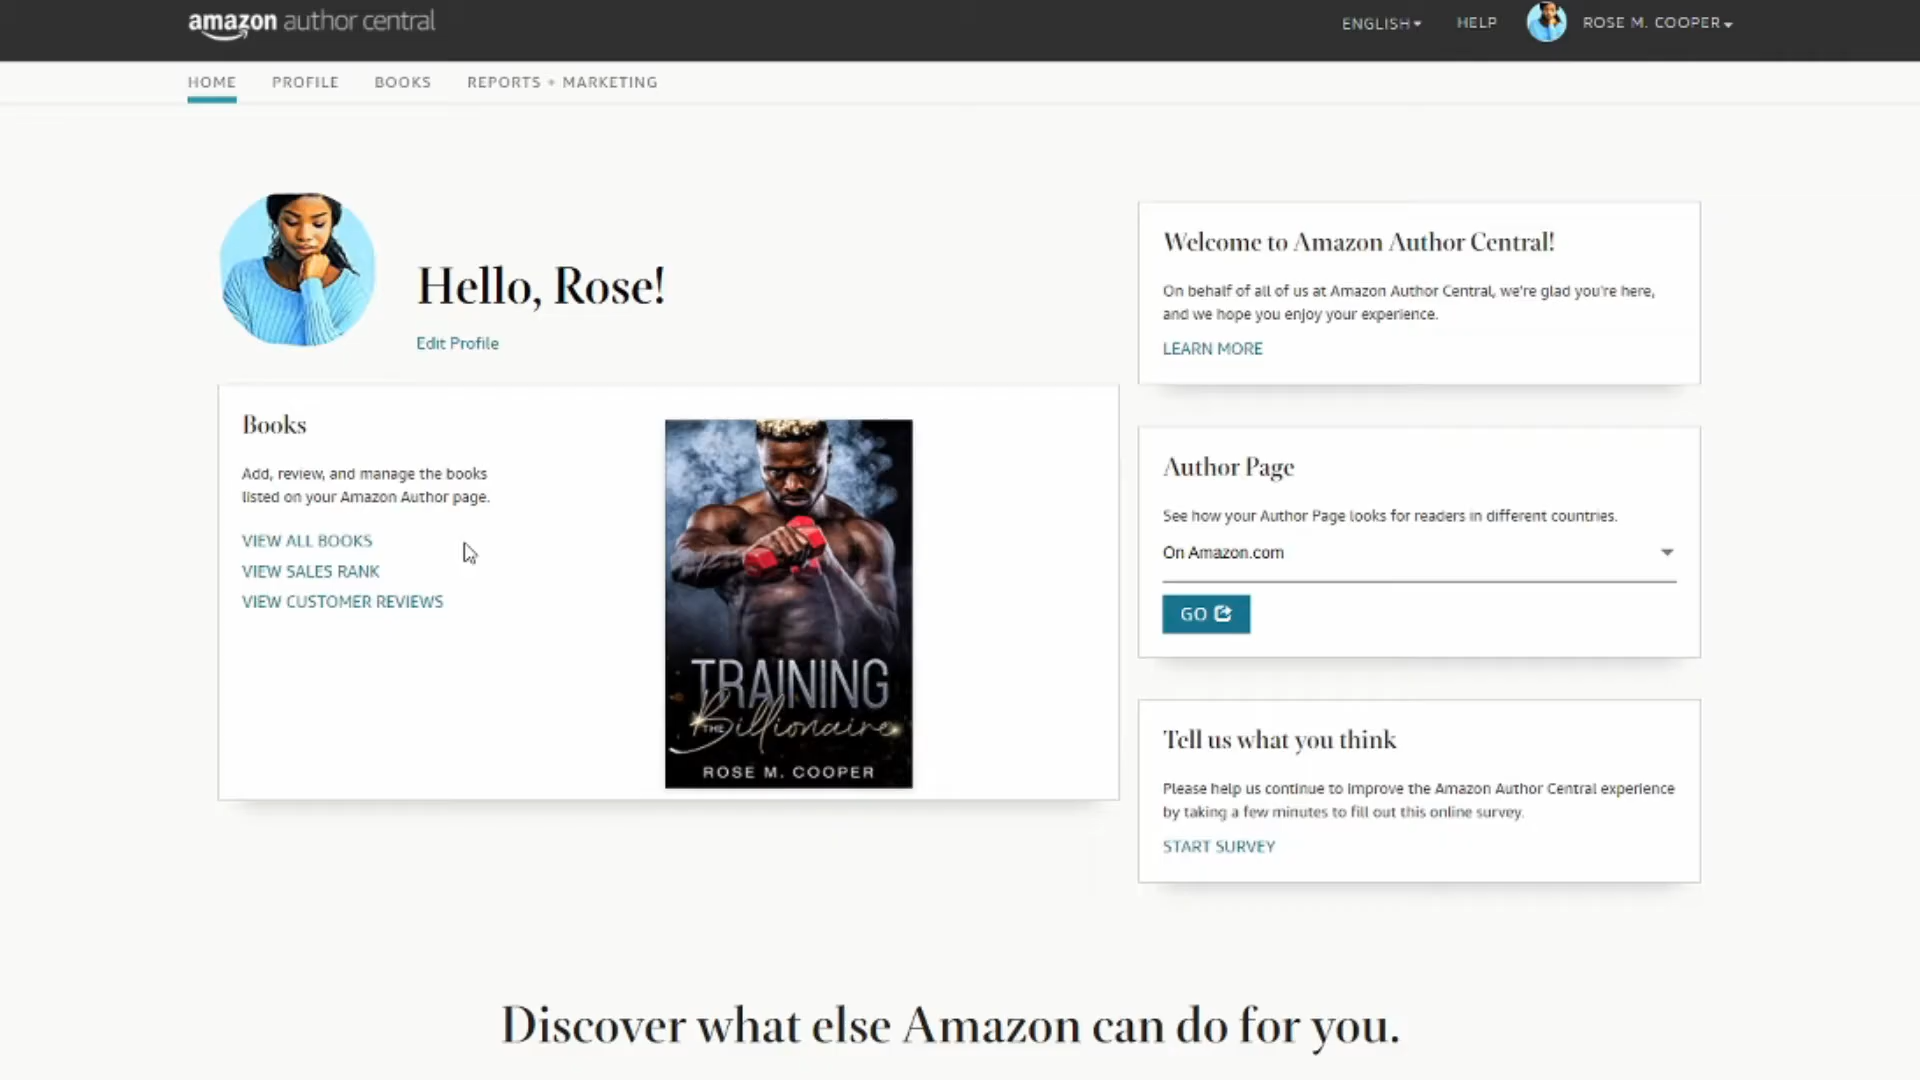 amazon author central
ENGLISH
HELP
ROSE M. COOPER
HOME
PROFILE
BOOKS
REPORTS + MARKETING
Hello, Rose!
Edit Profile
Books
Add, review, and manage the books
listed on your Amazon Author page.
VIEW ALL BOOKS
VIEW SALES RANK
VIEW CUSTOMER REVIEWS
TRAINING
THE Billionaire
ROSE M. COOPER
Welcome to Amazon Author Central!
On behalf of all of us at Amazon Author Central, we're glad you're here,
and we hope you enjoy your experience.
LEARN MORE
Author Page
See how your Author Page looks for readers in different countries.
On Amazon.com
GO
Tell us what you think
Please help us continue to improve the Amazon Author Central experience
by taking a few minutes to fill out this online survey.
START SURVEY
Discover what else Amazon can do for you.